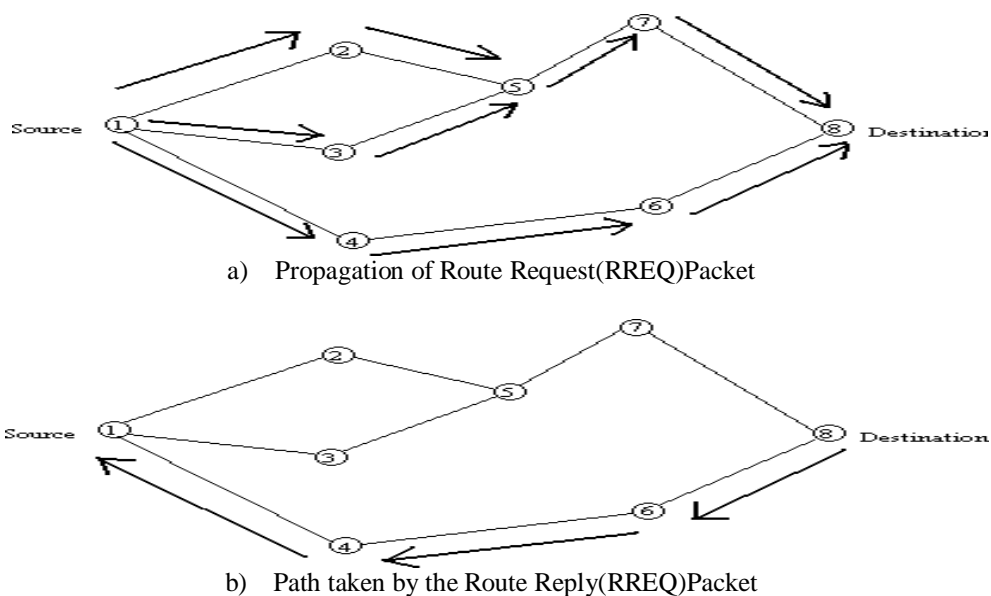 7
2
5
Source 1
8 Destination
3
6
4
a) Propagation of Route Request(RREQ)Packet
7
2
5
Source 1
8 Destination
3
6
4
b) Path taken by the Route Reply(RREQ)Packet